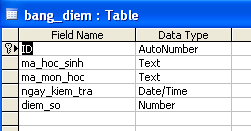 bang_diem : Table
Field Name Data Type
ID AutoNumber
ma_hoc_sinh Text
ma_mon_hoc Text
ngay_kiem_tra Date/Time
diem_so Number